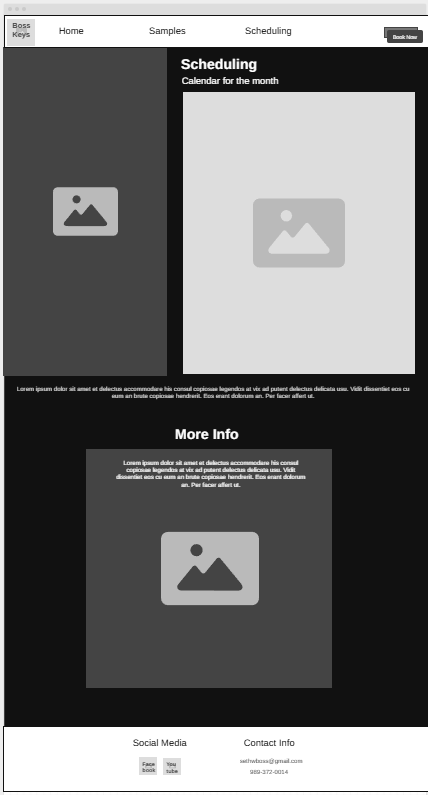 Boss
Keys
Home
Samples
Scheduling
Book Now
Scheduling
Calendar for the month
Lorem ipsum dolor sit amet et delectus accommodare his consul copiosae legendos at vix ad putent delectus delicata usu. Vidit dissentiet eos cu
eum an brute copiosae hendrerit. Eos erant dolorum an. Per facer affert ut.
More Info
Lorem ipsum dolor sit amet et delectus accommodare his consul
copiosae legendos at vix ad putent delectus delicata usu. Vidit
dissentiet eos cu eum an brute copiosae hendrerit. Eos erant dolorum
an. Per facer affert ut.
Social Media
Contact Info
Face
book
You
tube
sethwboss@gmail.com
989-372-0014